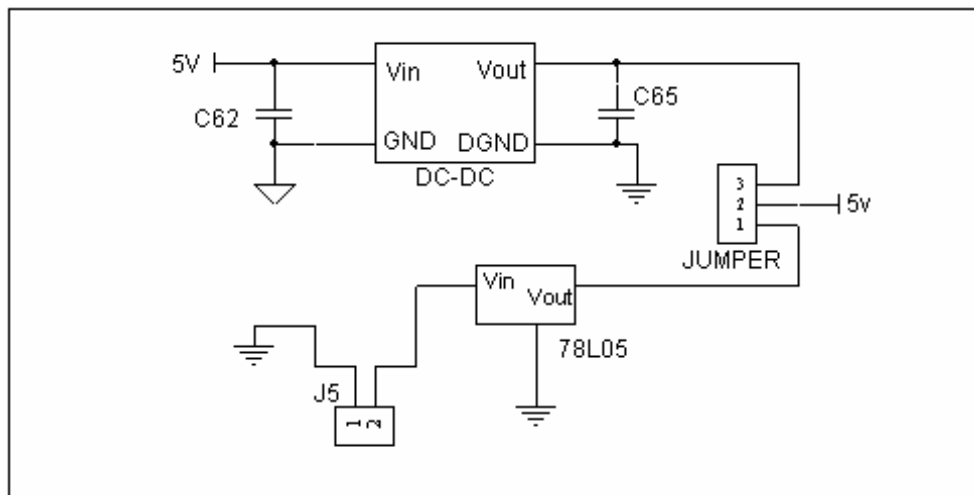 5V
Vin
Vout
C62
C65
GND
DGND
DC-DC
3
2
1
5v
JUMPER
Vin
Vout
78L05
J5
1
2